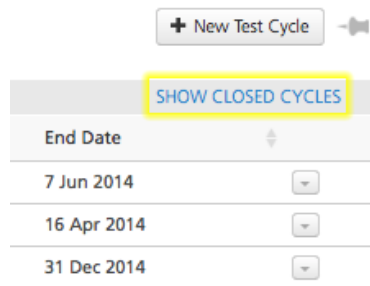 + New Test Cycle
SHOW CLOSED CYCLES
End Date
7 Jun 2014
16 Apr 2014
31 Dec 2014